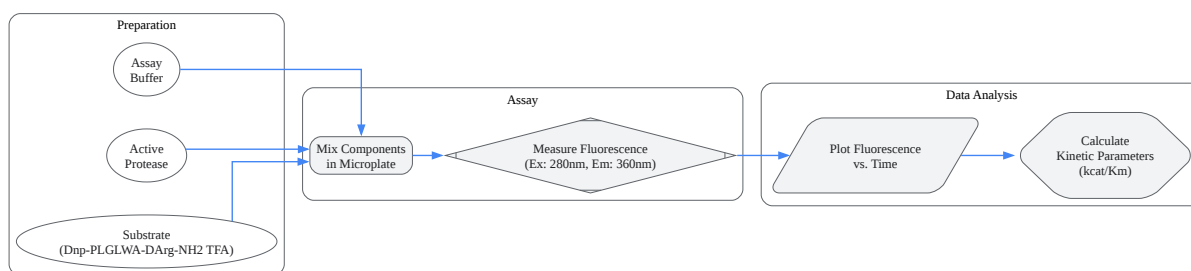 Preparation
Assay
Buffer
Active
Protease
Substrate
(Dnp-PLGLWA-DArg-NH2 TFA)
Assay
Mix Components
in Microplate
Measure Fluorescence
(Ex: 280nm, Em: 360nm)
Data Analysis
Plot Fluorescence
vs. Time
Calculate
Kinetic Parameters
(kcat/Km)